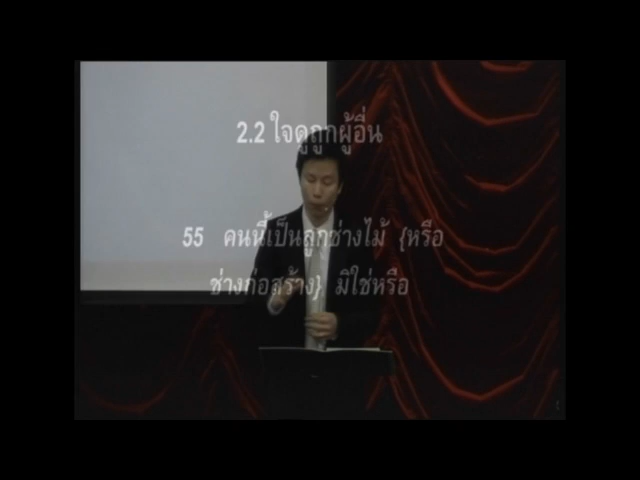 2.2 ใจดูถูกผู้อื่น
55 คนนี้เป็นลูกช่างไม้ {หรือ
ช่างก่อสร้าง} มิใช่หรือ